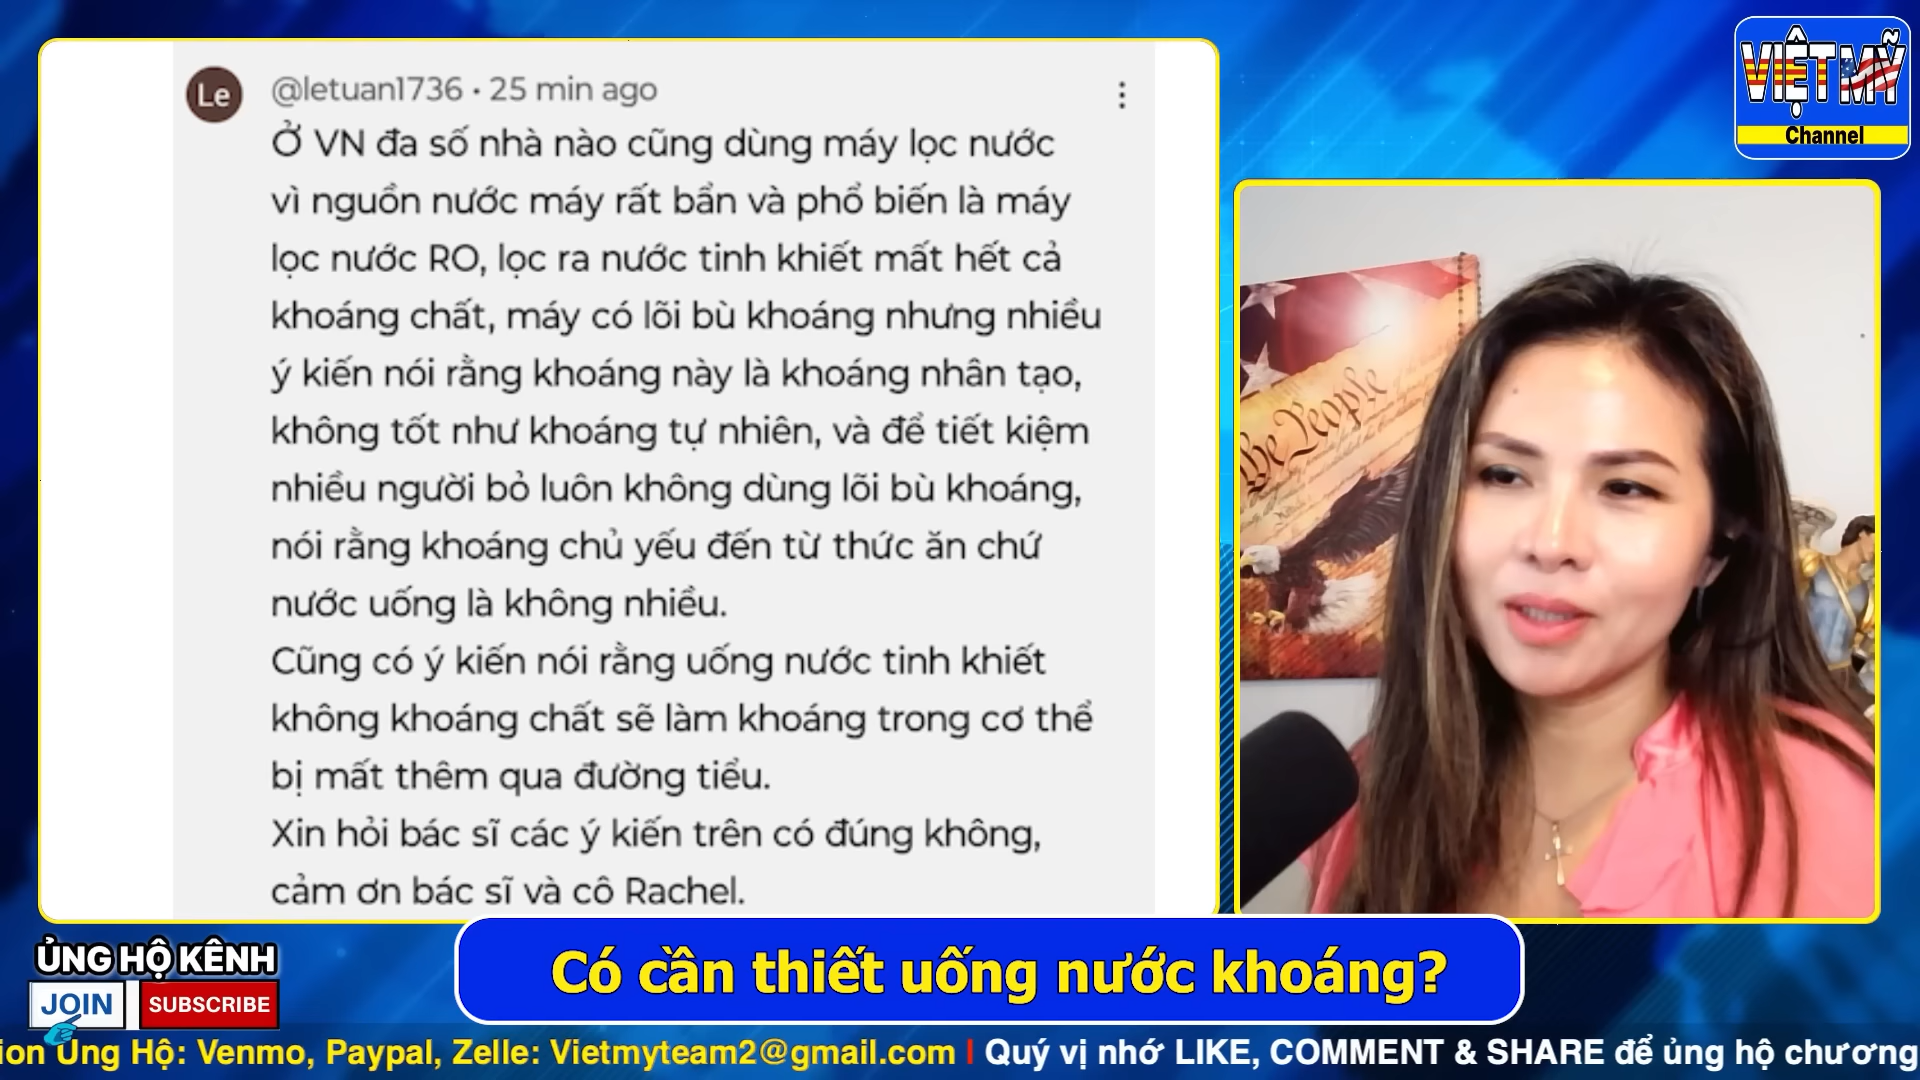 Le
@letuan1736 • 25 min ago
Ở VN đa số nhà nào cũng dùng máy lọc nước
vì nguồn nước máy rất bẩn và phổ biến là máy
lọc nước RO, lọc ra nước tinh khiết mất hết cả
khoáng chất, máy có lõi bù khoáng nhưng nhiều
ý kiến nói rằng khoáng này là khoáng nhân tạo,
không tốt như khoáng tự nhiên, và để tiết kiệm
nhiều người bỏ luôn không dùng lõi bù khoáng,
nói rằng khoáng chủ yếu đến từ thức ăn chứ
nước uống là không nhiều.
Cũng có ý kiến nói rằng uống nước tinh khiết
không khoáng chất sẽ làm khoáng trong cơ thể
bị mất thêm qua đường tiểu.
Xin hỏi bác sĩ các ý kiến trên có đúng không,
cảm ơn bác sĩ và cô Rachel.
VIỆT MỸ
Channel
We People
Có cần thiết uống nước khoáng?
ỦNG HỘ KÊNH
JOIN
SUBSCRIBE
ion Ủng Hộ: Venmo, Paypal, Zelle: Vietmyteam2@gmail.com I Quý vị nhớ LIKE, COMMENT & SHARE để ủng hộ chương